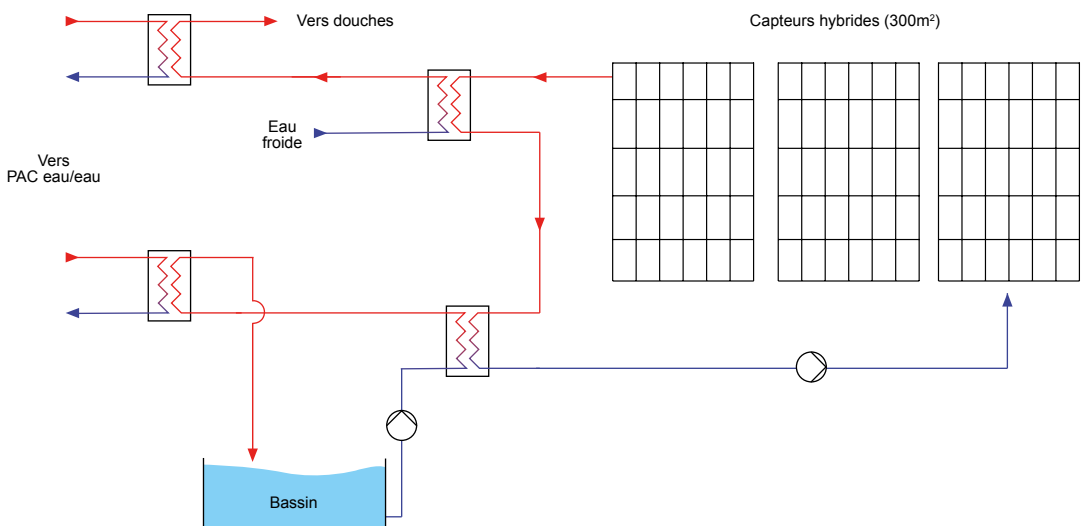 Vers douches
Capteurs hybrides (300m²)
Eau
froide
Vers
PAC eau/eau
Bassin